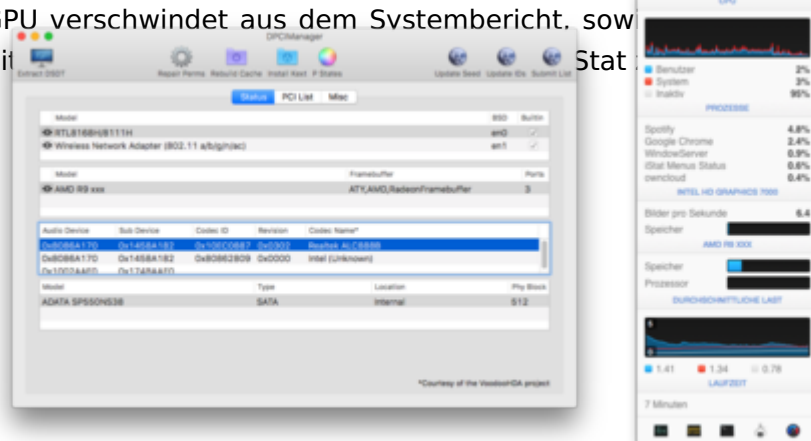 GPU verschwindet aus dem Systembericht, sowi
DPCIManager
Stat
Extract DSDT
Repair Perms Rebuild Cache Install Kext P States
Update Seed Update IDs Submit List
Status PCI List Misc
Model BSD Builtin
RTL8168H/8111H en0
Wireless Network Adapter (802.11 a/b/g/n/ac) en1
Model Framebuffer Ports
AMD R9 xxx ATY,AMD,RadeonFramebuffer 3
Audio Device Sub Device Codec ID Revision Codec Name*
0x8086A170 0x1458A182 0x10EC0887 0x0302 Realtek ALC888B
0x8086A170 0x1458A182 0x80862809 0x0000 Intel (Unknown)
0x1002AAE0 0x174BAAE0
Model Type Location Phy Block
ADATA SP550NS38 SATA Internal 512
*Courtesy of the VoodooHDA project
CPU
Benutzer 2%
System 3%
Inaktiv 95%
PROZESSE
Spotify 4.8%
Google Chrome 2.4%
WindowServer 0.9%
iStat Menus Status 0.6%
owncloud 0.4%
INTEL HD GRAPHICS 7000
Bilder pro Sekunde 6.4
Speicher
AMD R9 XXX
Speicher
Prozessor
DURCHSCHNITTLICHE LAST
1.41 1.34 0.78
LAUFZEIT
7 Minuten